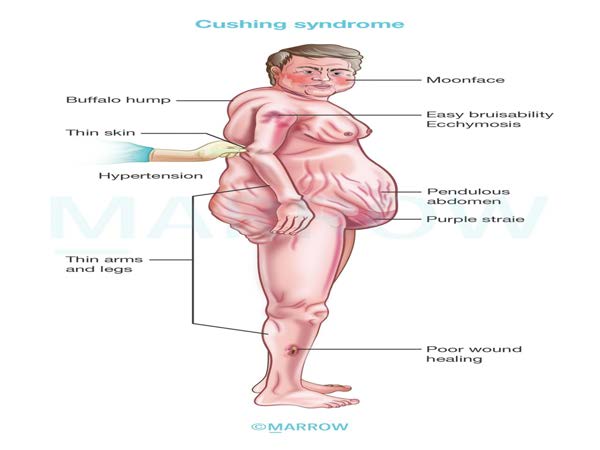 Cushing syndrome
Moonface
Buffalo hump
Easy bruisability
Ecchymosis
Thin skin
Hypertension
Pendulous
abdomen
Purple straie
MARROW
Thin arms
and legs
Poor wound
healing
©MARROW